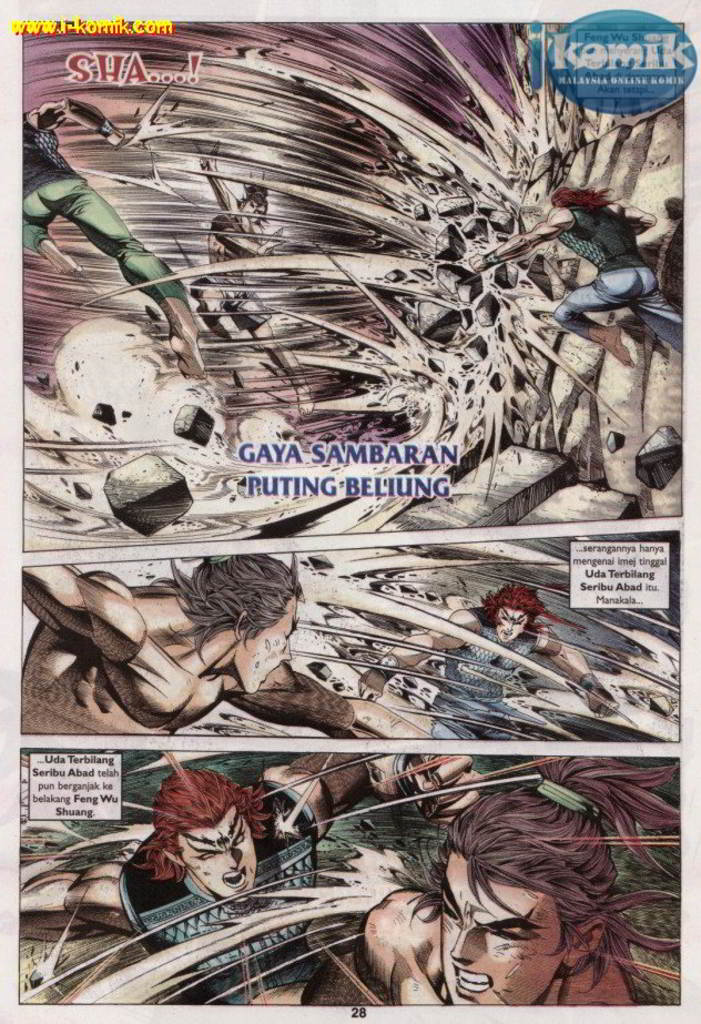 www.i-komik.com
SHA....!
Feng Wu Shuang
Akan tetapi...
i komik
MALAYSIA ONLINE KOMIK
GAYA SAMBARAN
PUTING BELIUNG
...serangannya hanya
mengenai imej tinggal
Uda Terbilang
Seribu Abad itu.
Manakala...
...Uda Terbilang
Seribu Abad telah
pun berganjak ke
belakang Feng Wu
Shuang.
28